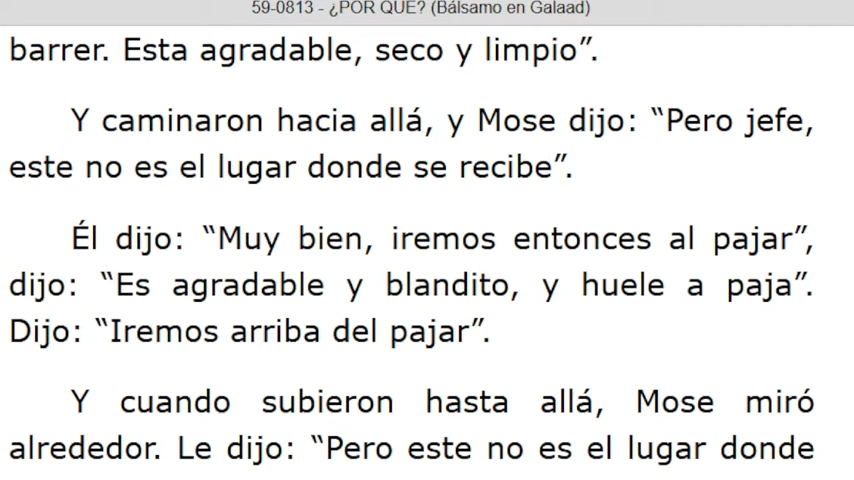 59-0813 - ¿POR QUE? (Bálsamo en Galaad)
barrer. Esta agradable, seco y limpio”.
Y caminaron hacia allá, y Mose dijo: “Pero jefe,
este no es el lugar donde se recibe”.
Él dijo: “Muy bien, iremos entonces al pajar”,
dijo: “Es agradable y blandito, y huele a paja”.
Dijo: “Iremos arriba del pajar”.
Y cuando subieron hasta allá, Mose miró
alrededor. Le dijo: “Pero este no es el lugar donde